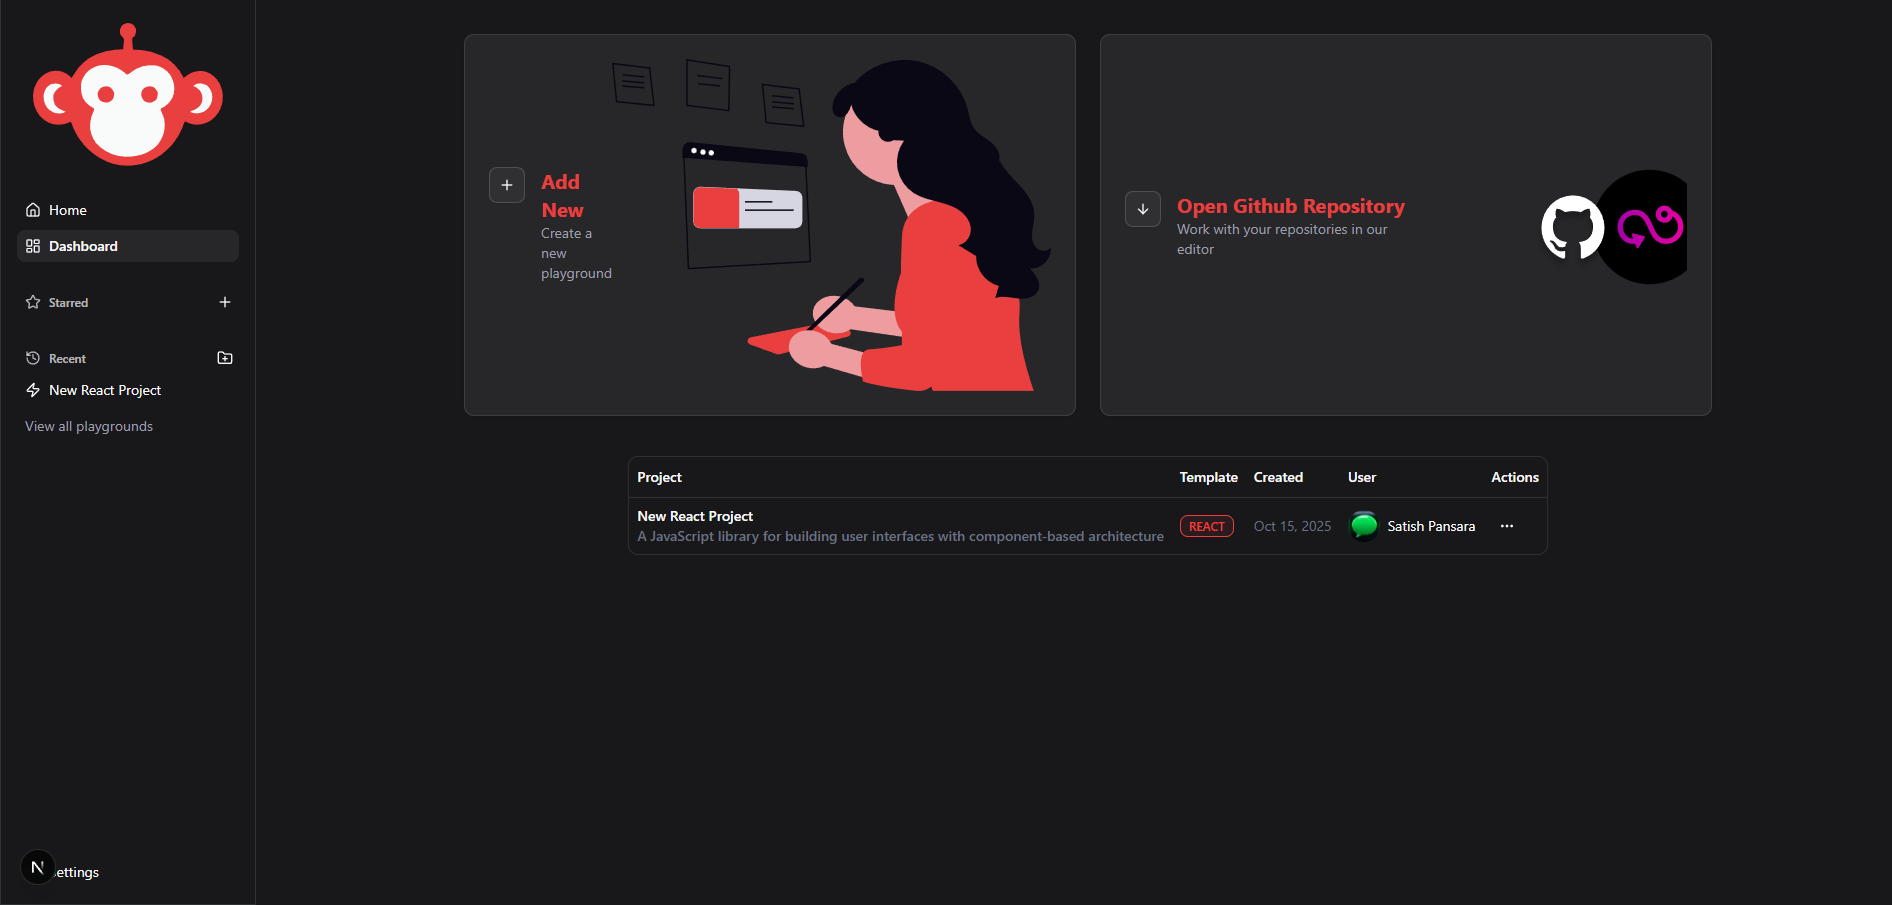 Home
Dashboard
Starred
Recent
New React Project
View all playgrounds
ettings
N
Add
New
Create a
new
playground
Open Github Repository
Work with your repositories in our
editor
Project Template Created User Actions
New React Project
A JavaScript library for building user interfaces with component-based architecture
REACT Oct 15, 2025 Satish Pansara